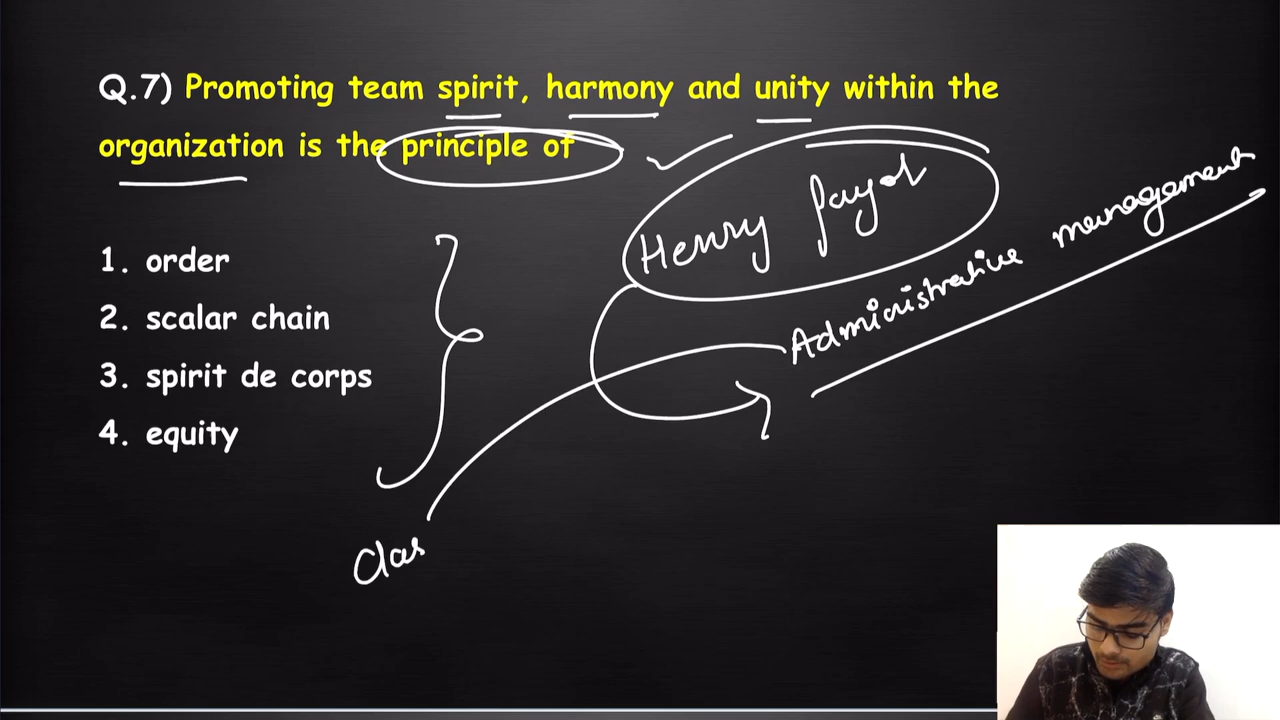 Q.7) Promoting team spirit, harmony and unity within the
organization is the principle of
Henry fayol
Administrative management
1. order
2. scalar chain
3. spirit de corps
4. equity
Clas